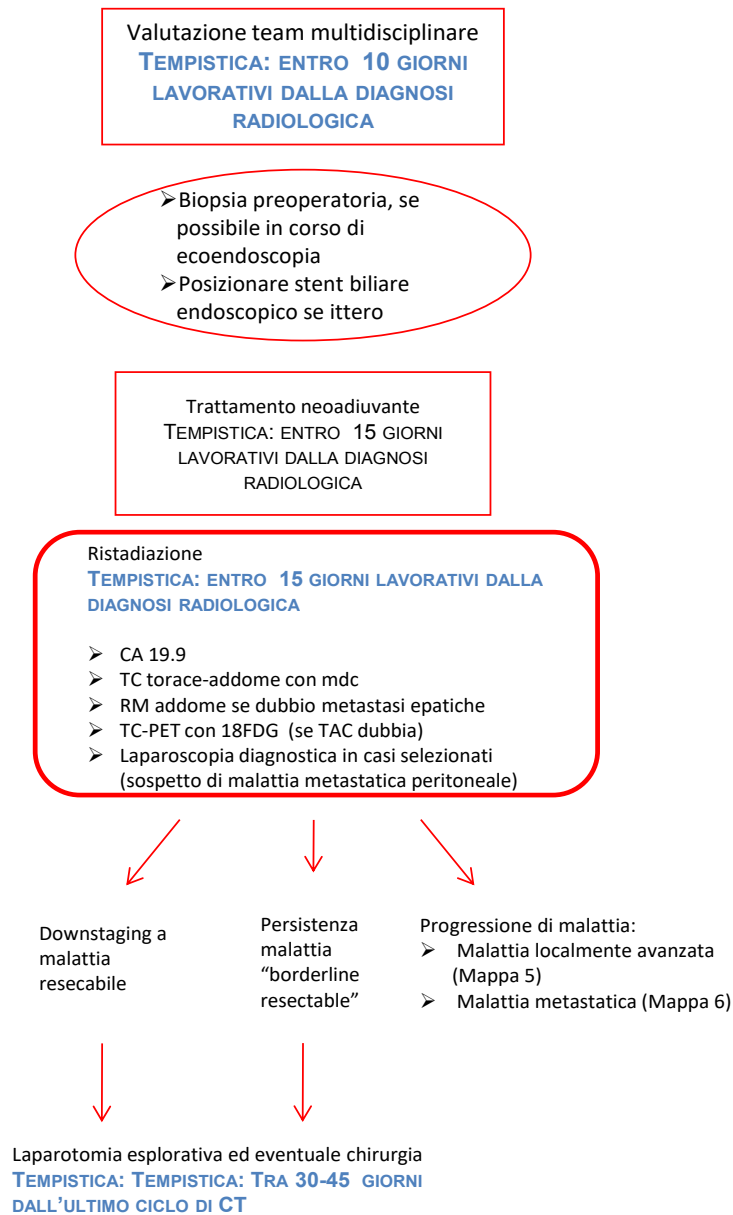 Valutazione team multidisciplinare
TEMPISTICA: ENTRO 10 GIORNI
LAVORATIVI DALLA DIAGNOSI
RADIOLOGICA
➢Biopsia preoperatoria, se
possibile in corso di
ecoendoscopia
➢Posizionare stent biliare
endoscopico se ittero
Trattamento neoadiuvante
TEMPISTICA: ENTRO 15 GIORNI
LAVORATIVI DALLA DIAGNOSI
RADIOLOGICA
Ristadiazione
TEMPISTICA: ENTRO 15 GIORNI LAVORATIVI DALLA
DIAGNOSI RADIOLOGICA
➢ CA 19.9
➢ TC torace-addome con mdc
➢ RM addome se dubbio metastasi epatiche
➢ TC-PET con 18FDG (se TAC dubbia)
➢ Laparoscopia diagnostica in casi selezionati
(sospetto di malattia metastatica peritoneale)
Downstaging a
malattia
resecabile
Persistenza
malattia
“borderline
resectable”
Progressione di malattia:
➢ Malattia localmente avanzata
(Mappa 5)
➢ Malattia metastatica (Mappa 6)
Laparotomia esplorativa ed eventuale chirurgia
TEMPISTICA: TEMPISTICA: TRA 30-45 GIORNI
DALL’ULTIMO CICLO DI CT